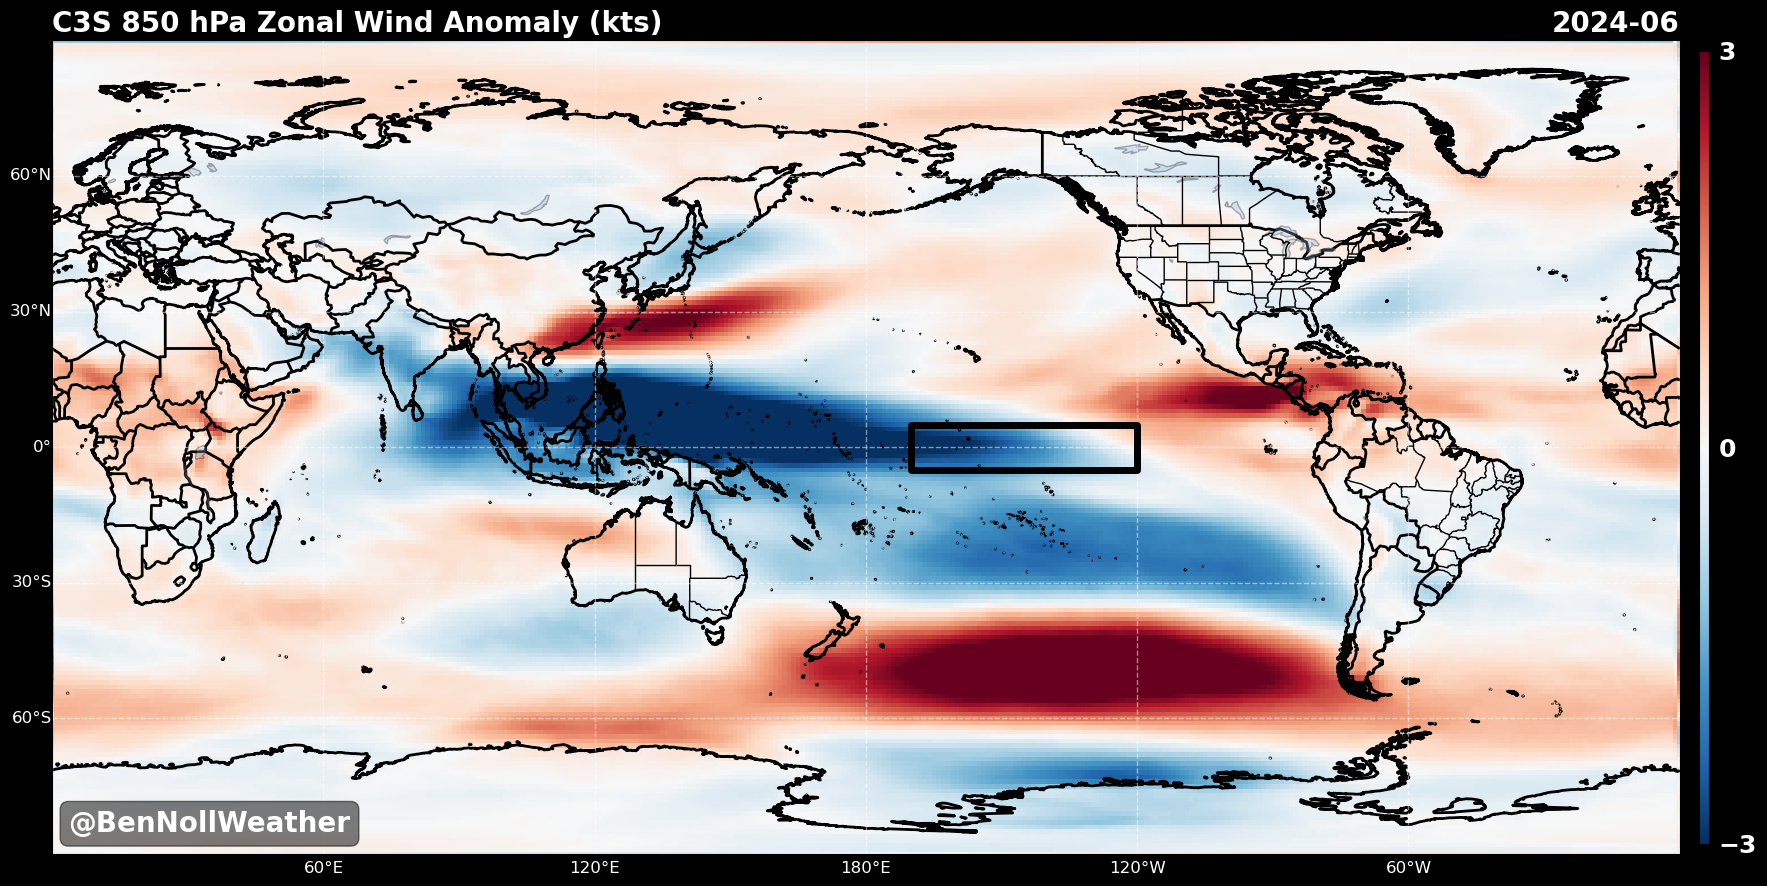 C3S 850 hPa Zonal Wind Anomaly (kts)
2024-06
3
60°N
30°N
0°
0
30°S
60°S
@BenNollWeather
−3
60°E
120°E
180°E
120°W
60°W